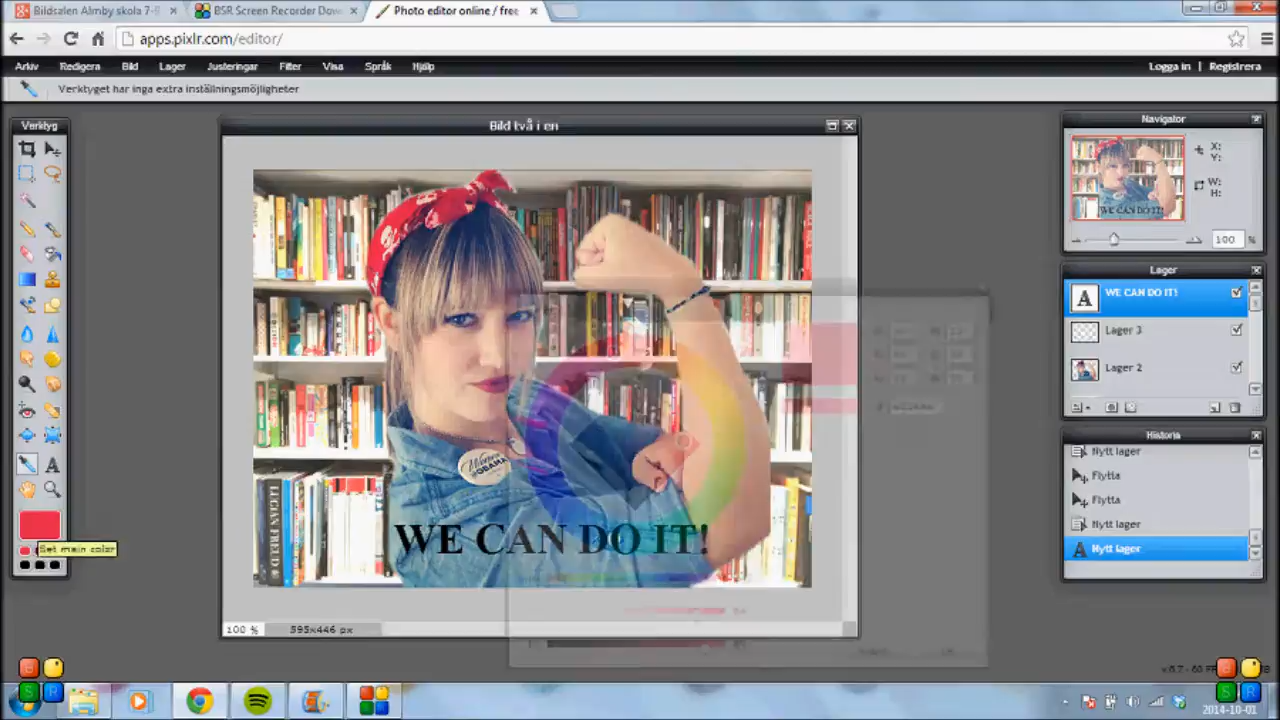 Bildsalen Almby skola 7-
BSR Screen Recorder Dow
Photo editor online / free
apps.pixlr.com/editor/
Arkiv Redigera Bild Lager Justeringar Filter Visa Språk Hjälp Logga in | Registrera
Verktyget har inga extra inställningsmöjligheter
Verktyg
Bild två i en
Navigator
X:
Y:
W:
H:
100 %
Lager
WE CAN DO IT!
Lager 3
Lager 2
Historia
Nytt lager
Flytta
Flytta
Nytt lager
Nytt lager
Set main color
LUCIAN FREUD
OBAMA
WE CAN DO IT!
100 % 595x446 px
2014-10-01